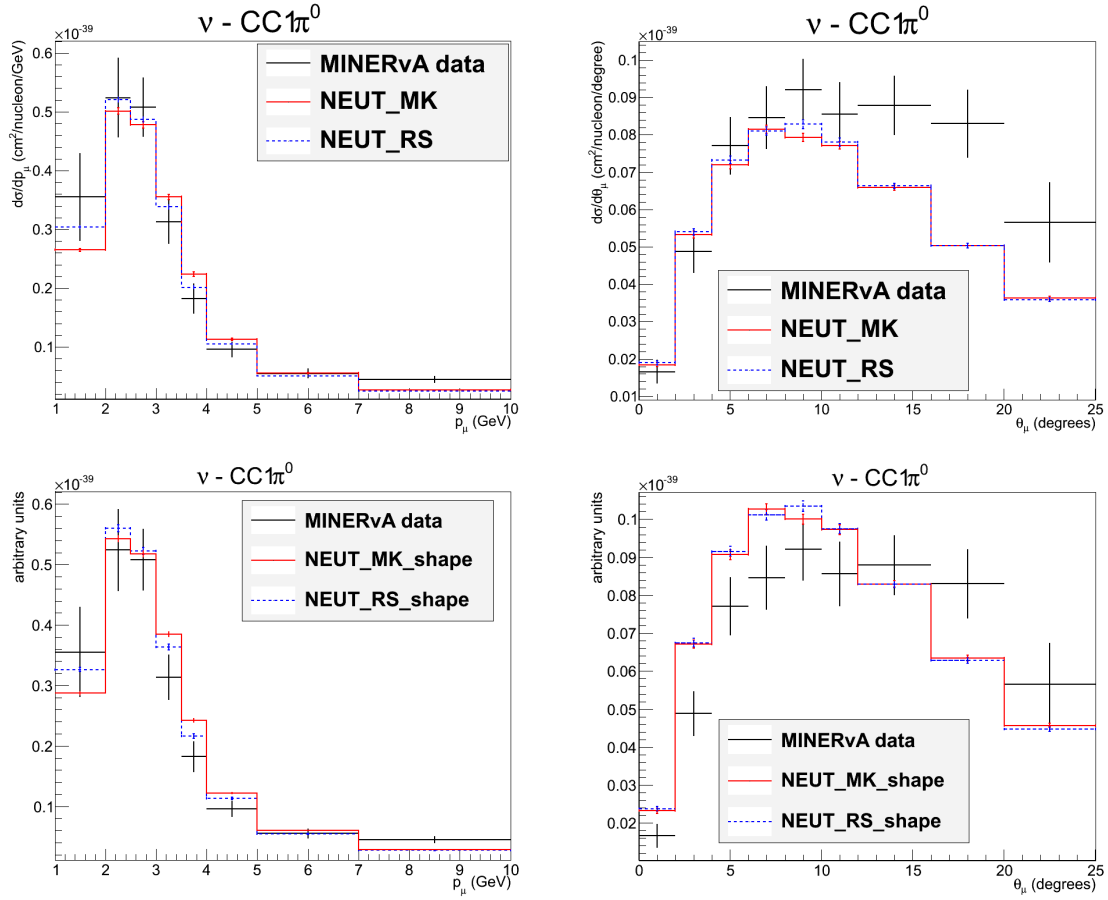 ν - CC1π⁰
×10⁻³⁹
dσ/dp_μ (cm²/nucleon/GeV)
0.6
0.5
0.4
0.3
0.2
0.1
MINERvA data
NEUT_MK
NEUT_RS
1 2 3 4 5 6 7 8 9 10
p_μ (GeV)
ν - CC1π⁰
×10⁻³⁹
dσ/dθ_μ (cm²/nucleon/degree)
0.1
0.09
0.08
0.07
0.06
0.05
0.04
0.03
0.02
0.01
MINERvA data
NEUT_MK
NEUT_RS
0 5 10 15 20 25
θ_μ (degrees)
ν - CC1π⁰
×10⁻³⁹
arbitrary units
0.6
0.5
0.4
0.3
0.2
0.1
MINERvA data
NEUT_MK_shape
NEUT_RS_shape
1 2 3 4 5 6 7 8 9 10
p_μ (GeV)
ν - CC1π⁰
×10⁻³⁹
arbitrary units
0.1
0.09
0.08
0.07
0.06
0.05
0.04
0.03
0.02
MINERvA data
NEUT_MK_shape
NEUT_RS_shape
0 5 10 15 20 25
θ_μ (degrees)